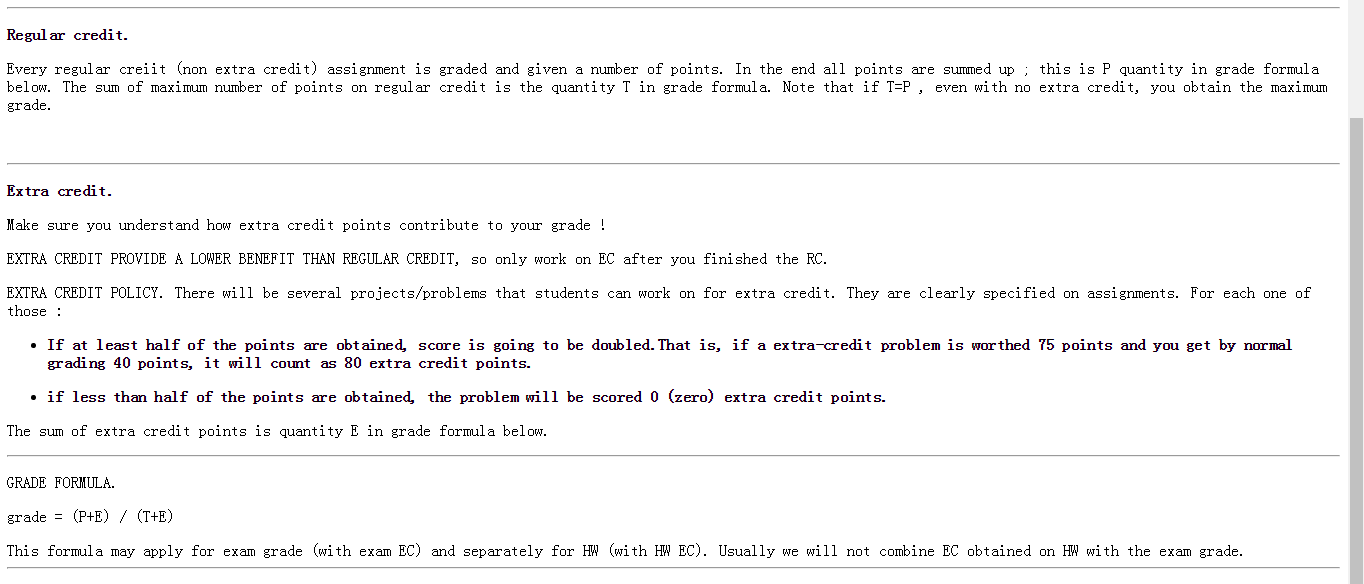 Regular credit.
Every regular creiit (non extra credit) assignment is graded and given a number of points. In the end all points are summed up ; this is P quantity in grade formula
below. The sum of maximum number of points on regular credit is the quantity T in grade formula. Note that if T=P , even with no extra credit, you obtain the maximum
grade.
Extra credit.
Make sure you understand how extra credit points contribute to your grade !
EXTRA CREDIT PROVIDE A LOWER BENEFIT THAN REGULAR CREDIT, so only work on EC after you finished the RC.
EXTRA CREDIT POLICY. There will be several projects/problems that students can work on for extra credit. They are clearly specified on assignments. For each one of
those :
• If at least half of the points are obtained, score is going to be doubled.That is, if a extra-credit problem is worthed 75 points and you get by normal
grading 40 points, it will count as 80 extra credit points.
• if less than half of the points are obtained, the problem will be scored 0 (zero) extra credit points.
The sum of extra credit points is quantity E in grade formula below.
GRADE FORMULA.
grade = (P+E) / (T+E)
This formula may apply for exam grade (with exam EC) and separately for HW (with HW EC). Usually we will not combine EC obtained on HW with the exam grade.